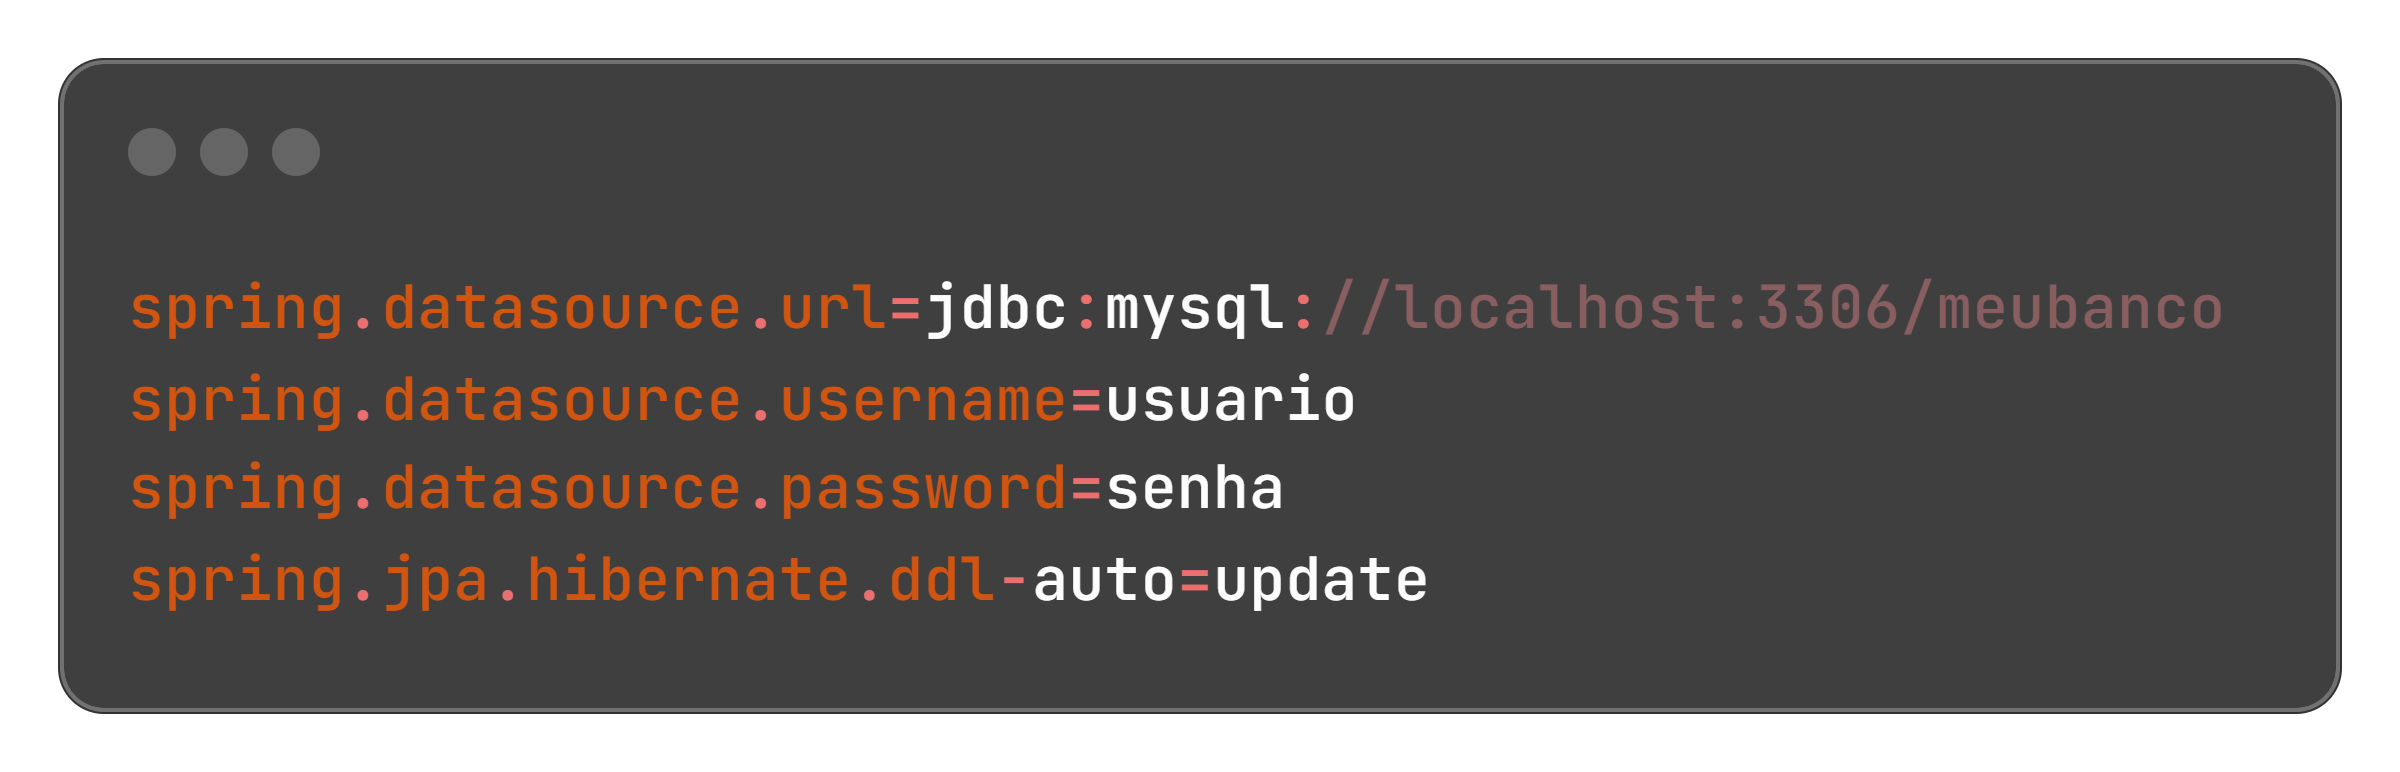 spring.datasource.url=jdbc:mysql://localhost:3306/meubanco
spring.datasource.username=usuario
spring.datasource.password=senha
spring.jpa.hibernate.ddl-auto=update